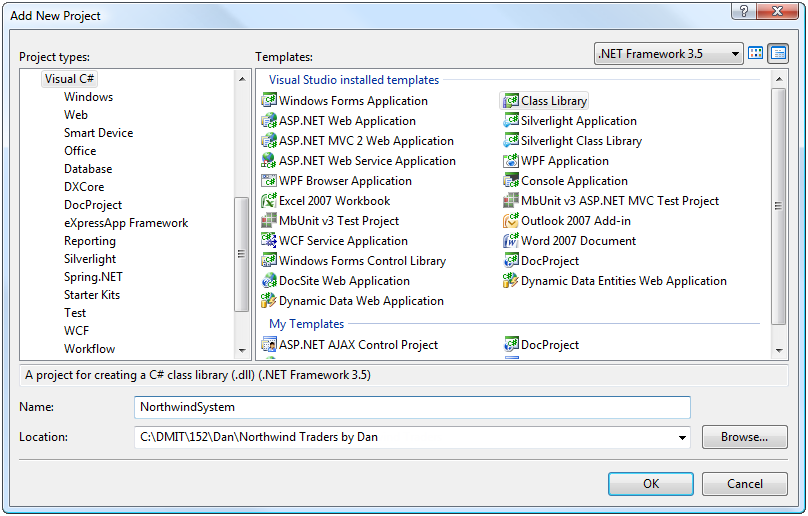 Add New Project
Project types:
Templates:
.NET Framework 3.5
Visual C#
Windows
Web
Smart Device
Office
Database
DXCore
DocProject
eXpressApp Framework
Reporting
Silverlight
Spring.NET
Starter Kits
Test
WCF
Workflow
Visual Studio installed templates
Windows Forms Application
Class Library
ASP.NET Web Application
Silverlight Application
ASP.NET MVC 2 Web Application
Silverlight Class Library
ASP.NET Web Service Application
WPF Application
WPF Browser Application
Console Application
Excel 2007 Workbook
MbUnit v3 ASP.NET MVC Test Project
MbUnit v3 Test Project
Outlook 2007 Add-in
WCF Service Application
Word 2007 Document
Windows Forms Control Library
DocProject
DocSite Web Application
Dynamic Data Entities Web Application
Dynamic Data Web Application
My Templates
ASP.NET AJAX Control Project
DocProject
A project for creating a C# class library (.dll) (.NET Framework 3.5)
Name:
NorthwindSystem
Location:
C:\DMIT\152\Dan\Northwind Traders by Dan
Browse...
OK
Cancel